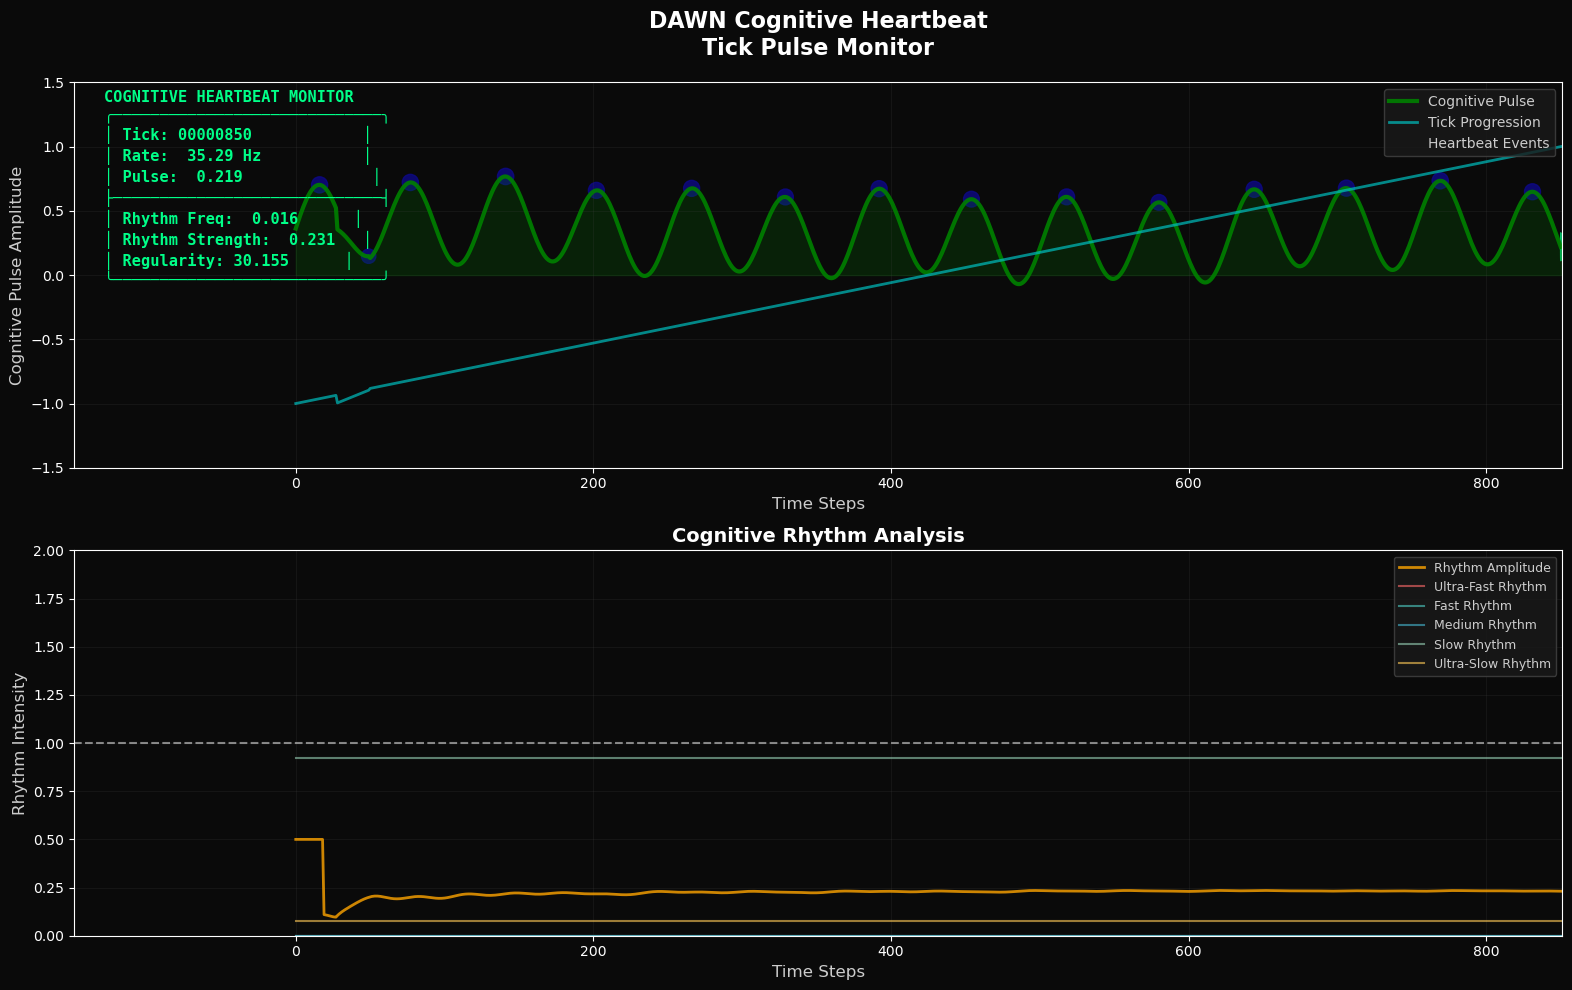 DAWN Cognitive Heartbeat
Tick Pulse Monitor
COGNITIVE HEARTBEAT MONITOR
Tick: 00000850
Rate:  35.29 Hz
Pulse:  0.219
Rhythm Freq:  0.016
Rhythm Strength:  0.231
Regularity: 30.155
Cognitive Pulse
Tick Progression
Heartbeat Events
Cognitive Pulse Amplitude
1.5
1.0
0.5
0.0
−0.5
−1.0
−1.5
0 200 400 600 800
Time Steps
Cognitive Rhythm Analysis
Rhythm Amplitude
Ultra-Fast Rhythm
Fast Rhythm
Medium Rhythm
Slow Rhythm
Ultra-Slow Rhythm
Rhythm Intensity
2.00
1.75
1.50
1.25
1.00
0.75
0.50
0.25
0.00
0 200 400 600 800
Time Steps